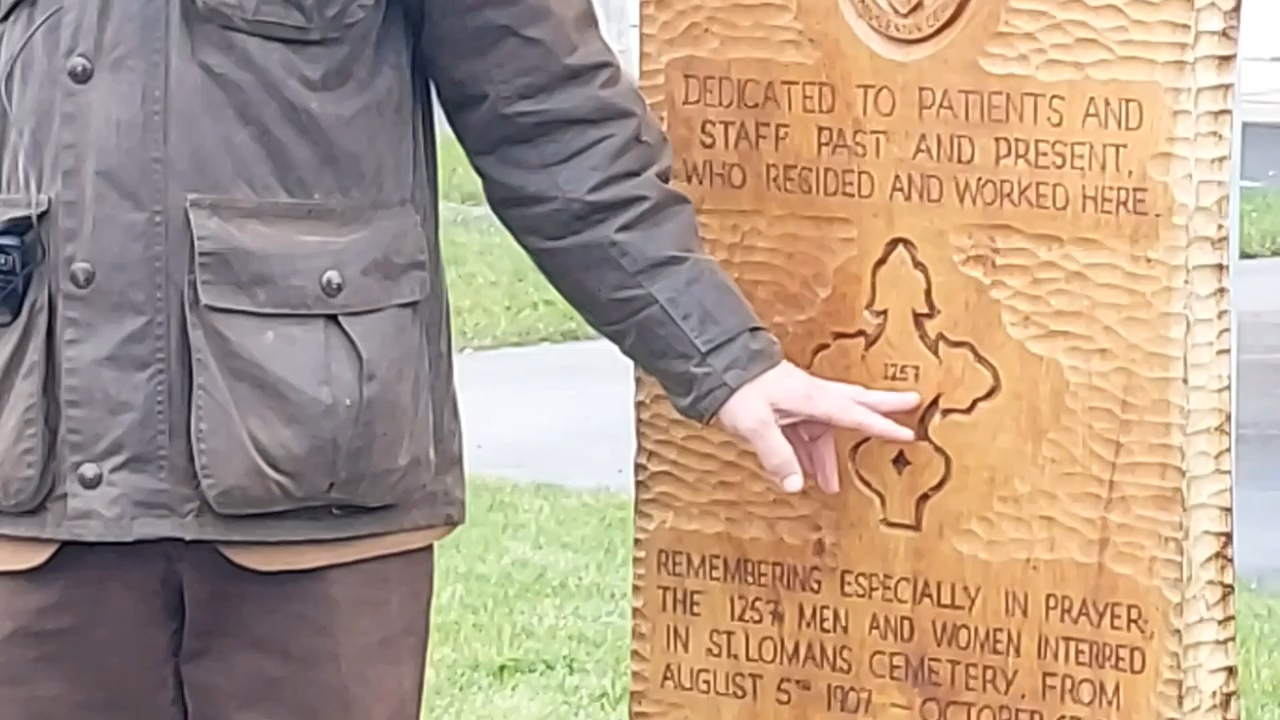 DEDICATED TO PATIENTS AND
STAFF PAST AND PRESENT,
WHO RESIDED AND WORKED HERE.
1257
REMEMBERING ESPECIALLY IN PRAYER,
THE 1257 MEN AND WOMEN INTERRED
IN ST. LOMANS CEMETERY, FROM
AUGUST 5TH 1907 — OCTOBER